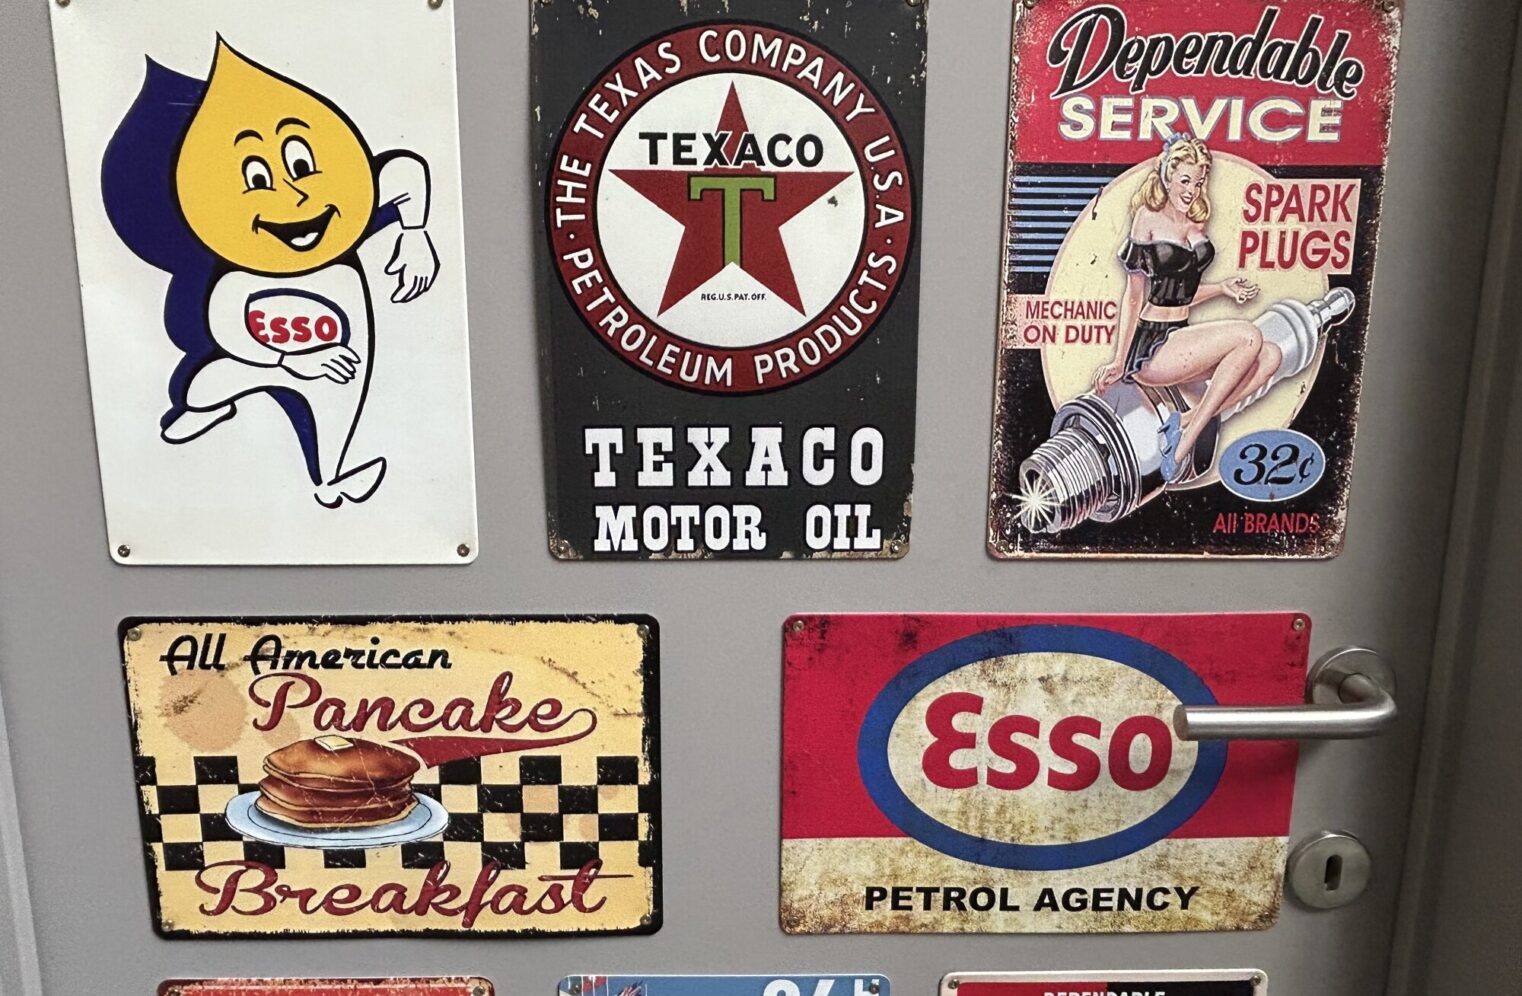 ESSO
THE TEXAS COMPANY U.S.A.
PETROLEUM PRODUCTS
TEXACO
T
REG. U.S. PAT. OFF.
TEXACO
MOTOR OIL
Dependable
SERVICE
SPARK
PLUGS
MECHANIC
ON DUTY
32¢
All BRANDS
All American
Pancake
Breakfast
Esso
PETROL AGENCY
DEPENDABLE